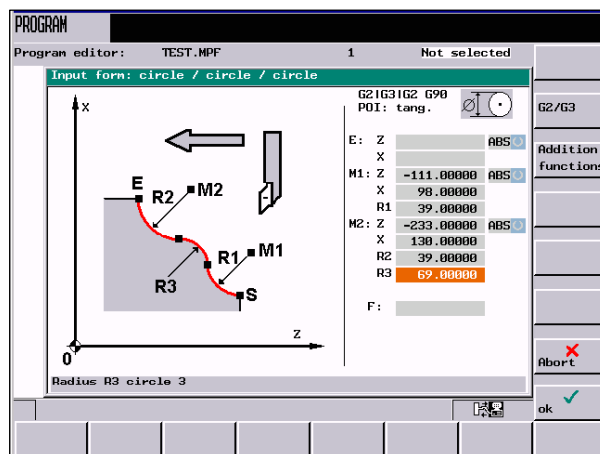 PROGRAM
Program editor: TEST.MPF 1 Not selected
Input form: circle / circle / circle
G2|G3|G2 G90
POI: tang.
X
E
R2
M2
R1
M1
R3
S
Z
0
E: Z ABS
X
M1: Z -111.00000 ABS
X 98.00000
R1 39.00000
M2: Z -233.00000 ABS
X 130.00000
R2 39.00000
R3 69.00000
F:
Radius R3 circle 3
G2/G3
Addition
functions
Abort
ok